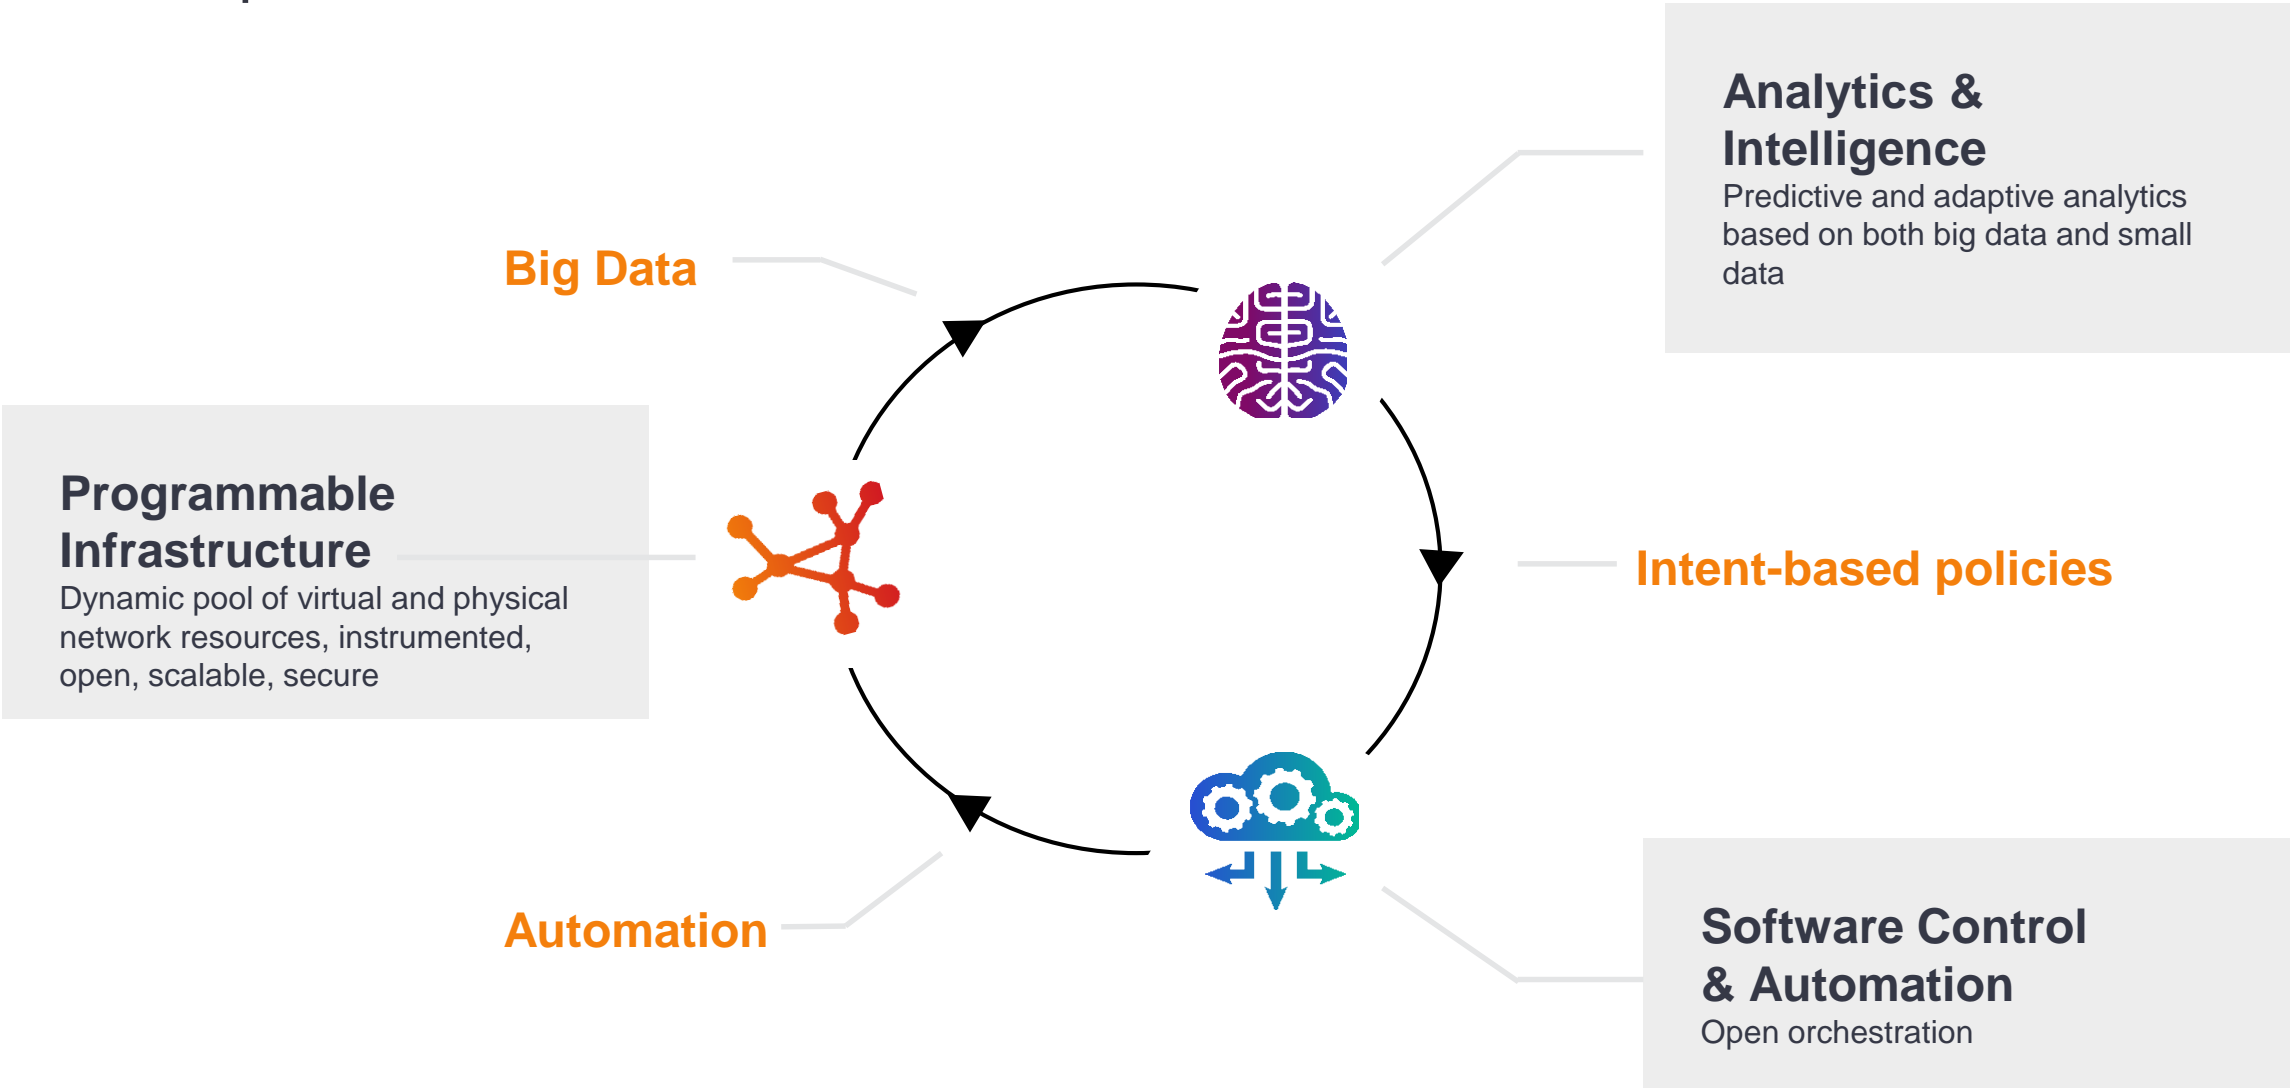 Analytics &
Intelligence
Predictive and adaptive analytics
based on both big data and small
data
Big Data
Programmable
Infrastructure
Dynamic pool of virtual and physical
network resources, instrumented,
open, scalable, secure
Intent-based policies
Automation
Software Control
& Automation
Open orchestration